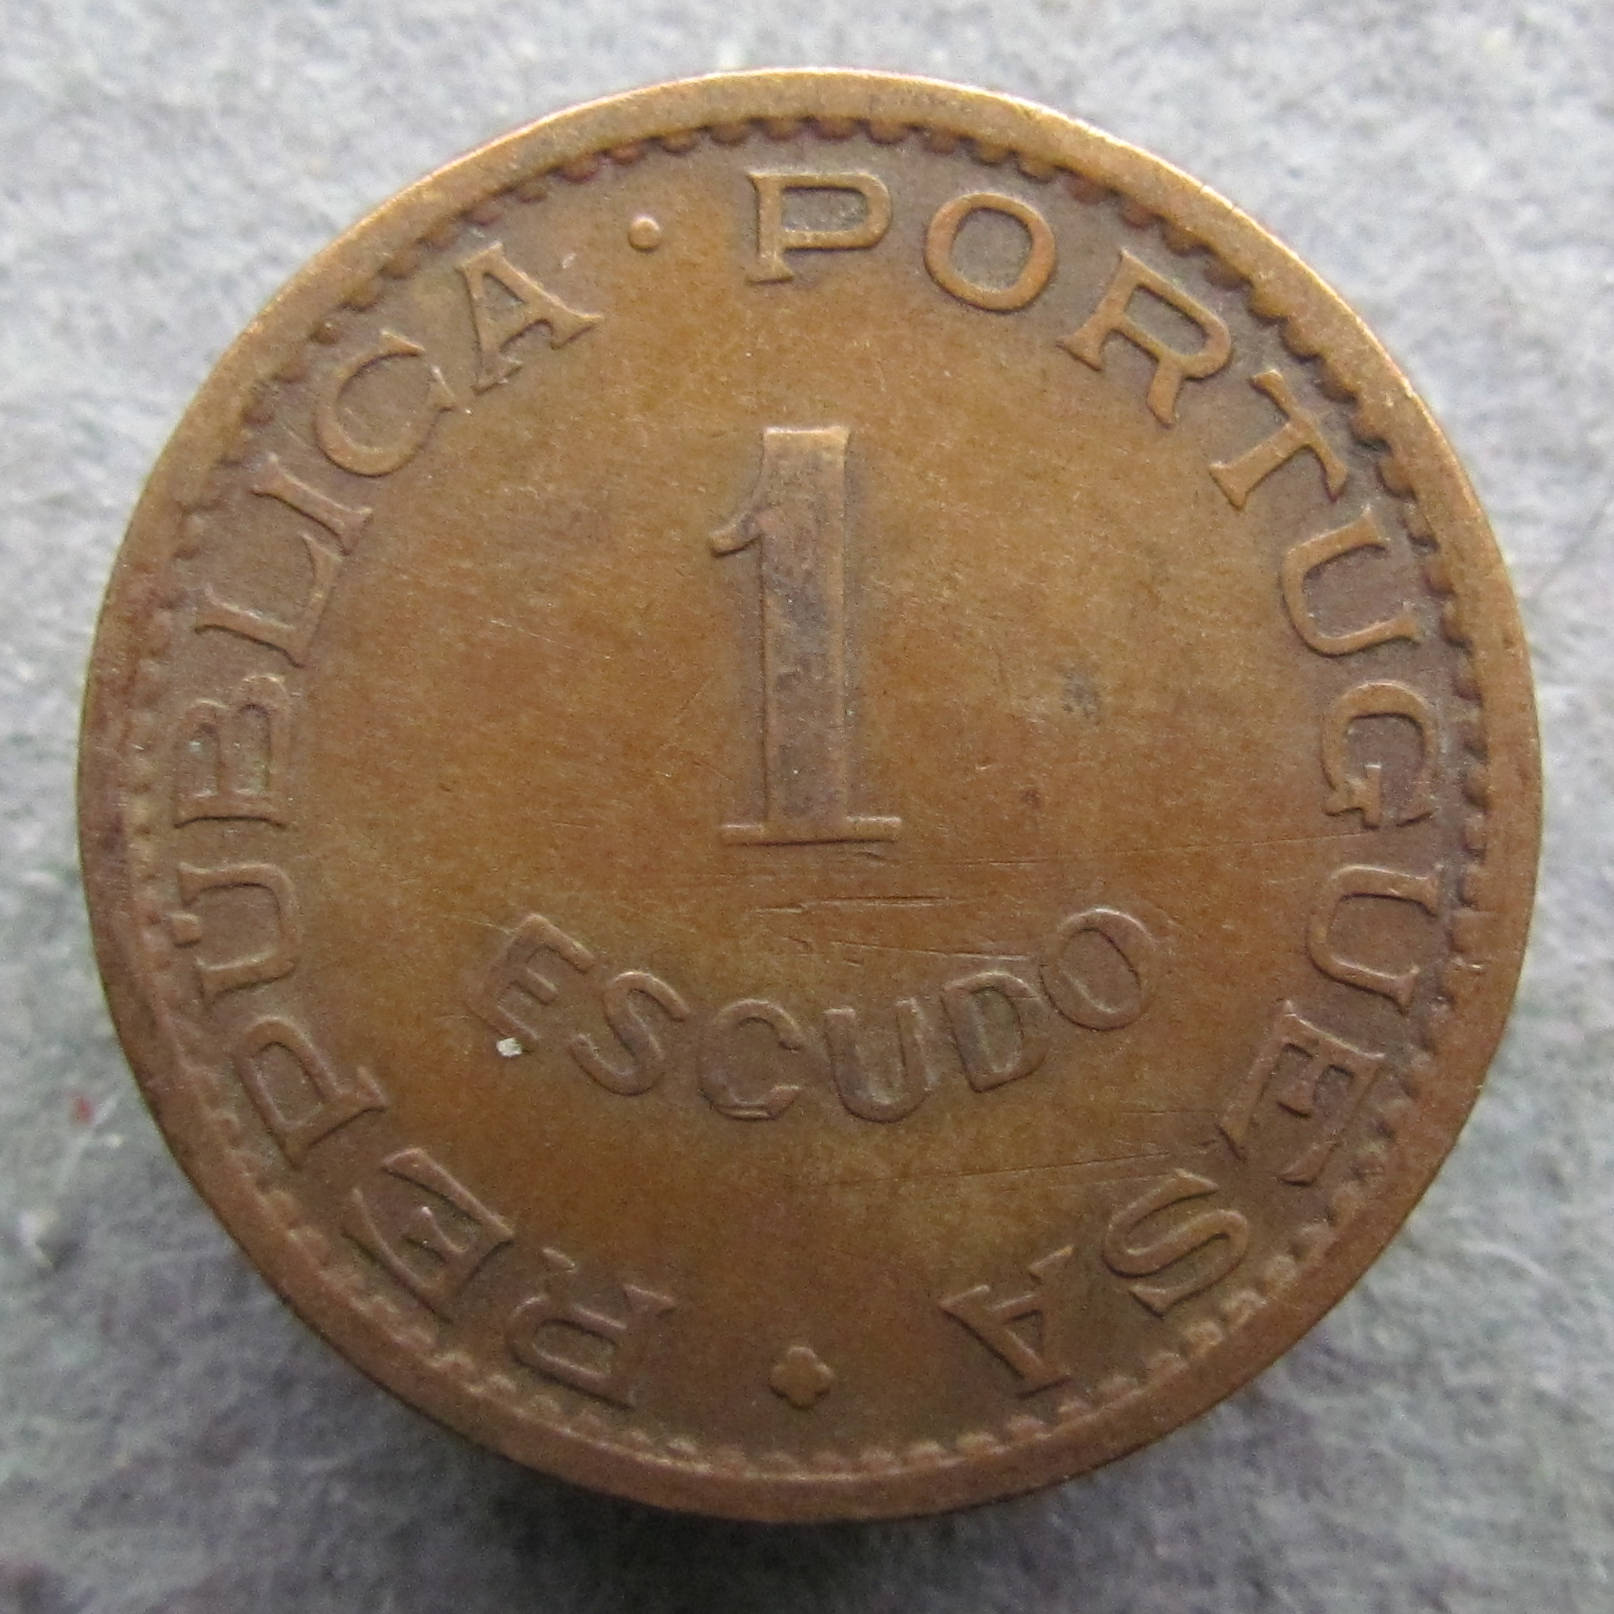 REPÚBLICA · PORTUGUESA
1
ESCUDO